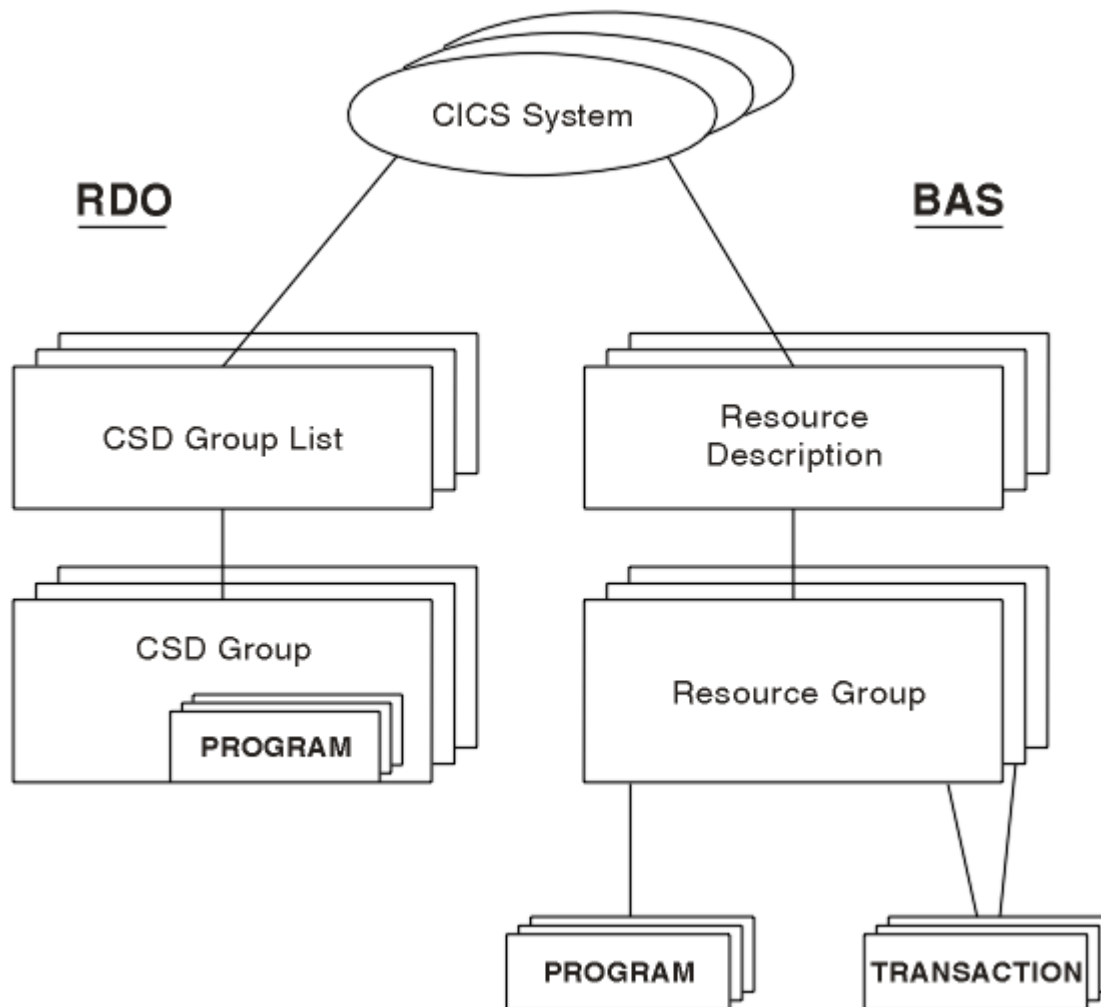 CICS System
RDO
BAS
CSD Group List
Resource
Description
CSD Group
PROGRAM
Resource Group
PROGRAM
TRANSACTION